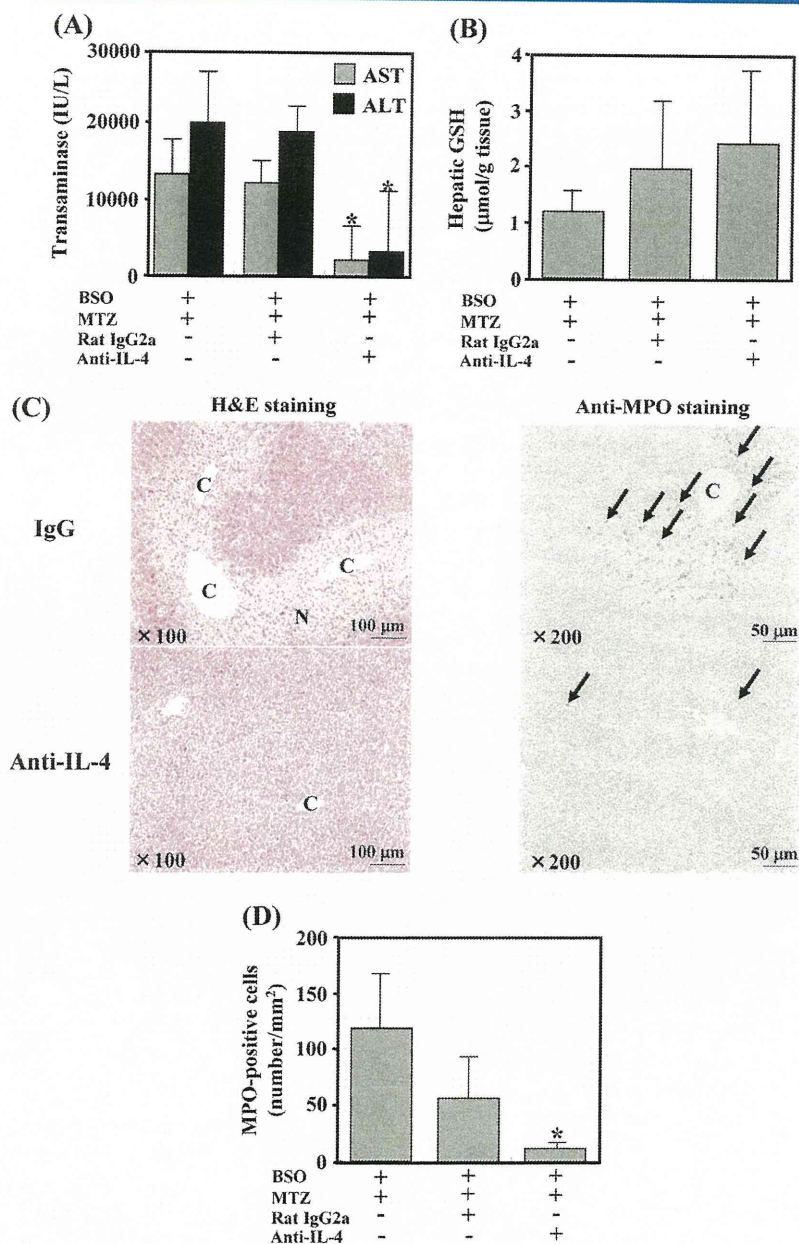 (A)
30000
20000
10000
0
Transaminase (IU/L)
AST
ALT
* *
BSO + + +
MTZ + + +
Rat IgG2a - + -
Anti-IL-4 - - +
(B)
4
3
2
1
0
Hepatic GSH
(μmol/g tissue)
BSO + + +
MTZ + + +
Rat IgG2a - + -
Anti-IL-4 - - +
(C)
H&E staining
Anti-MPO staining
IgG
C
C
C
N
×100
100 μm
C
×200
50 μm
Anti-IL-4
C
×100
100 μm
×200
50 μm
(D)
200
150
100
50
0
MPO-positive cells
(number/mm²)
*
BSO + + +
MTZ + + +
Rat IgG2a - + -
Anti-IL-4 - - +